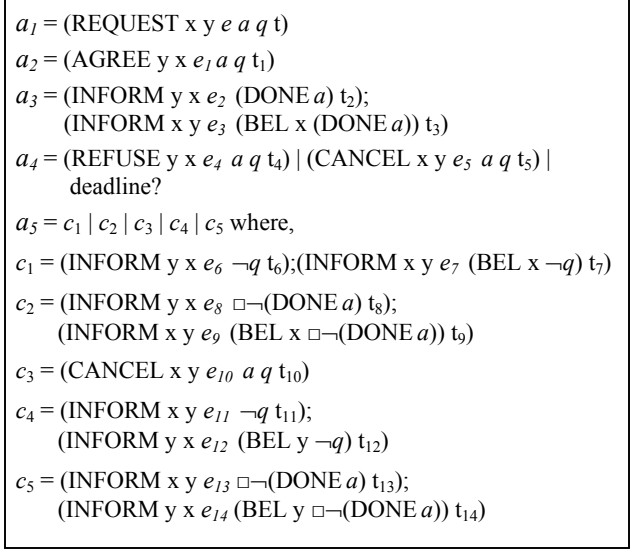 a₁ = (REQUEST x y e a q t)
a₂ = (AGREE y x e₁ a q t₁)
a₃ = (INFORM y x e₂ (DONE a) t₂);
(INFORM x y e₃ (BEL x (DONE a)) t₃)
a₄ = (REFUSE y x e₄ a q t₄) | (CANCEL x y e₅ a q t₅) |
deadline?
a₅ = c₁ | c₂ | c₃ | c₄ | c₅ where,
c₁ = (INFORM y x e₆ ¬q t₆);(INFORM x y e₇ (BEL x ¬q) t₇)
c₂ = (INFORM y x e₈ □¬(DONE a) t₈);
(INFORM x y e₉ (BEL x □¬(DONE a)) t₉)
c₃ = (CANCEL x y e₁₀ a q t₁₀)
c₄ = (INFORM x y e₁₁ ¬q t₁₁);
(INFORM y x e₁₂ (BEL y ¬q) t₁₂)
c₅ = (INFORM x y e₁₃ □¬(DONE a) t₁₃);
(INFORM y x e₁₄ (BEL y □¬(DONE a)) t₁₄)